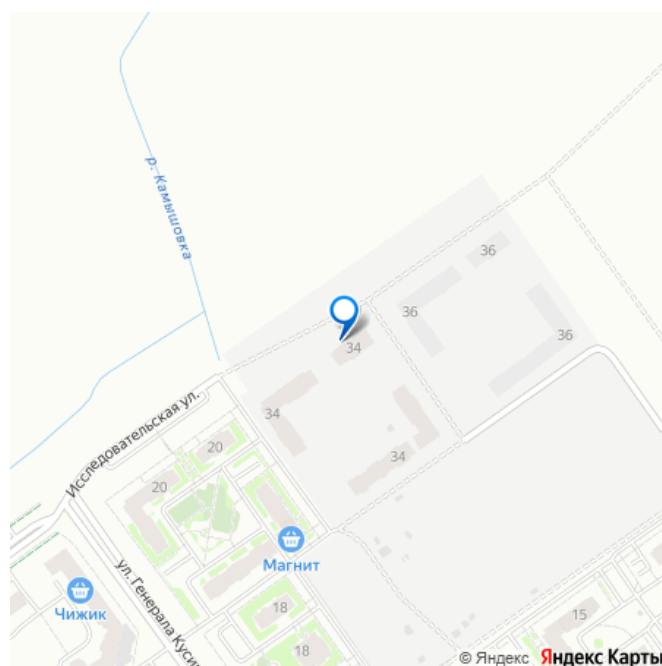 р. Камышовка
36
36
34
36
Исследовательская ул.
34
20
34
20
ул. Генерала Куси
Магнит
Чижик
18
15
18
© Яндекс Яндекс Карты